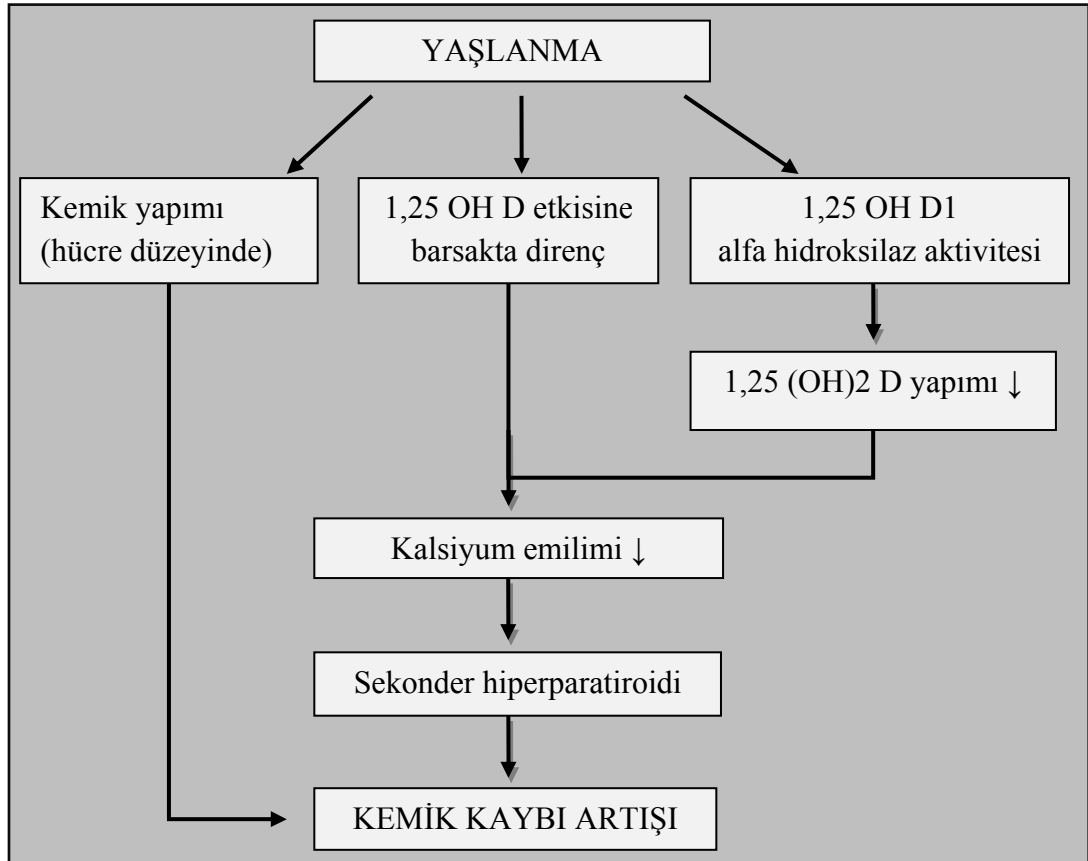 YAŞLANMA
Kemik yapımı
(hücre düzeyinde)
1,25 OH D etkisine
barsakta direnç
1,25 OH D1
alfa hidroksilaz aktivitesi
1,25 (OH)2 D yapımı ↓
Kalsiyum emilimi ↓
Sekonder hiperparatiroidi
KEMİK KAYBI ARTIŞI